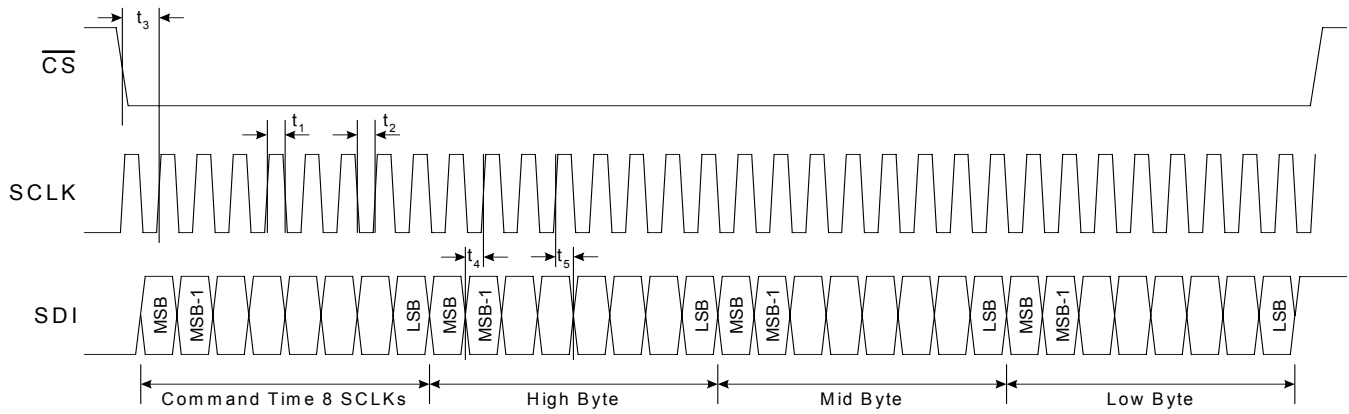 t3
CS
t1
t2
SCLK
t4
t5
SDI
MSB
MSB-1
LSB
MSB
MSB-1
LSB
MSB
MSB-1
LSB
MSB
MSB-1
LSB
Command Time 8 SCLKs
High Byte
Mid Byte
Low Byte